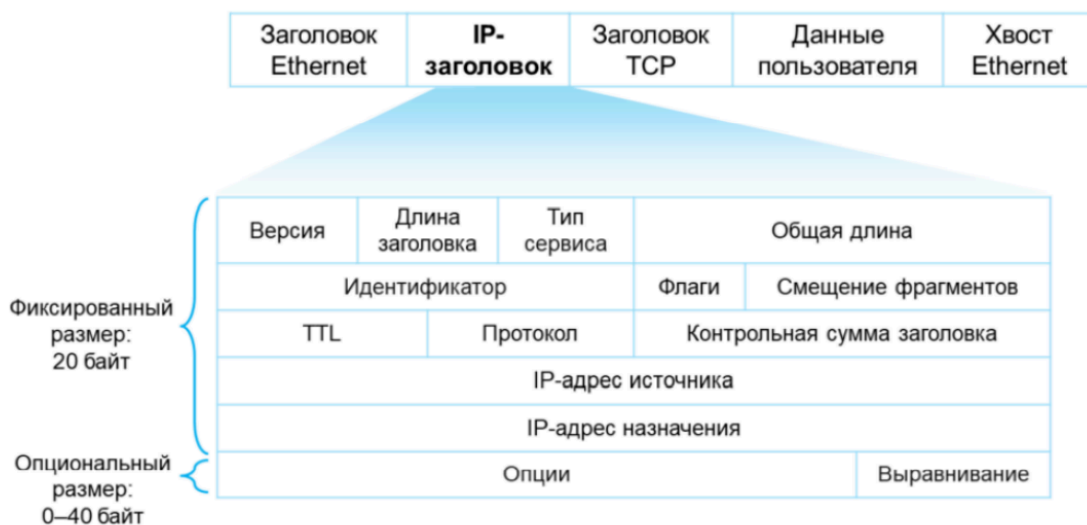 Заголовок Ethernet
IP-заголовок
Заголовок TCP
Данные пользователя
Хвост Ethernet
Версия
Длина заголовка
Тип сервиса
Общая длина
Идентификатор
Флаги
Смещение фрагментов
Фиксированный размер: 20 байт
TTL
Протокол
Контрольная сумма заголовка
IP-адрес источника
IP-адрес назначения
Опциональный размер: 0–40 байт
Опции
Выравнивание